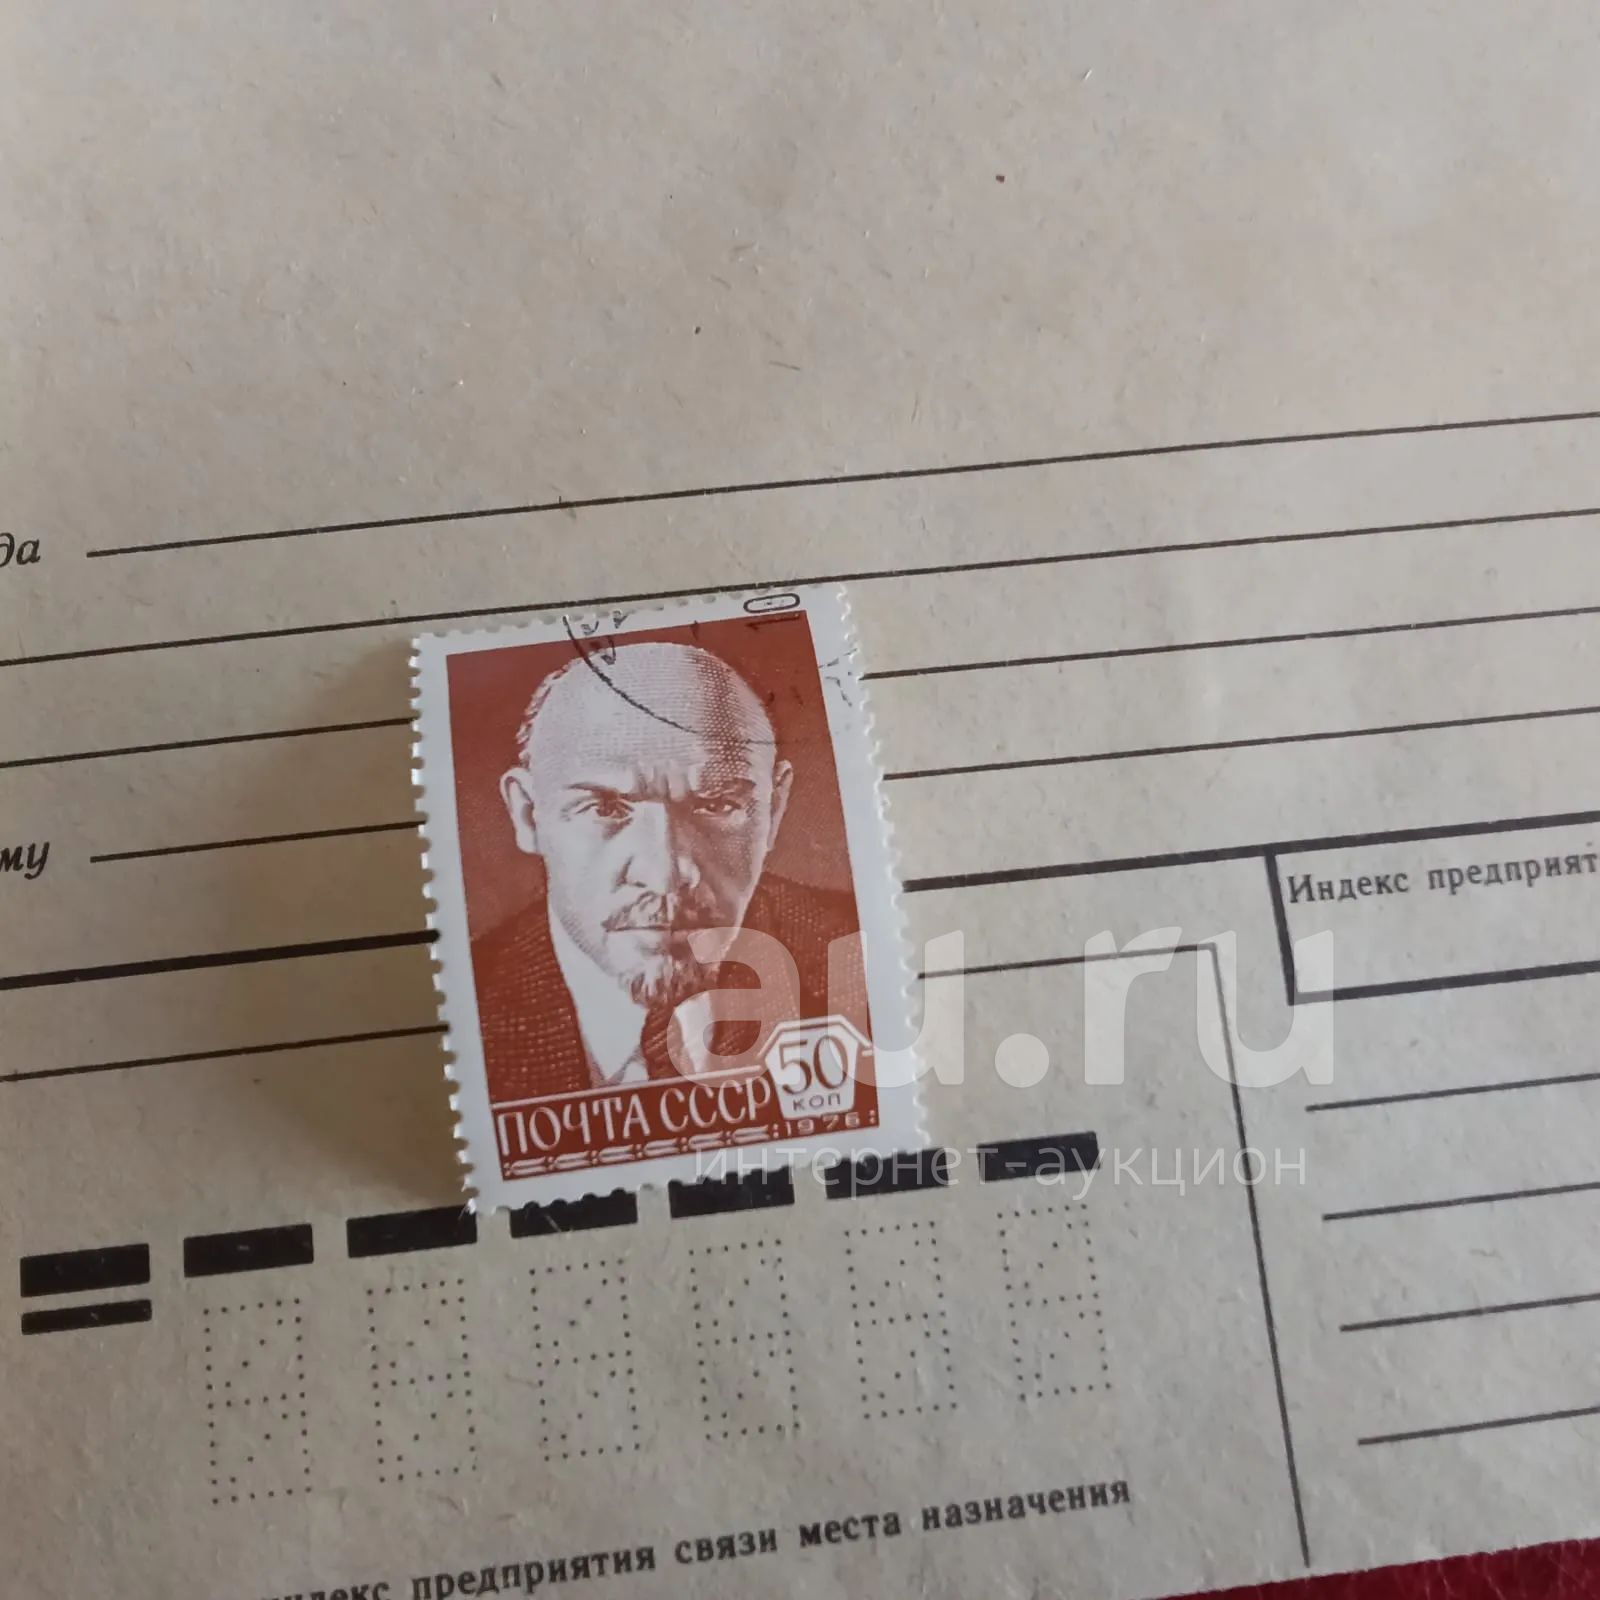 да
му
Индекс предприят
ПОЧТА СССР
50
коп
1976
au.ru
интернет-аукцион
индекс предприятия связи места назначения